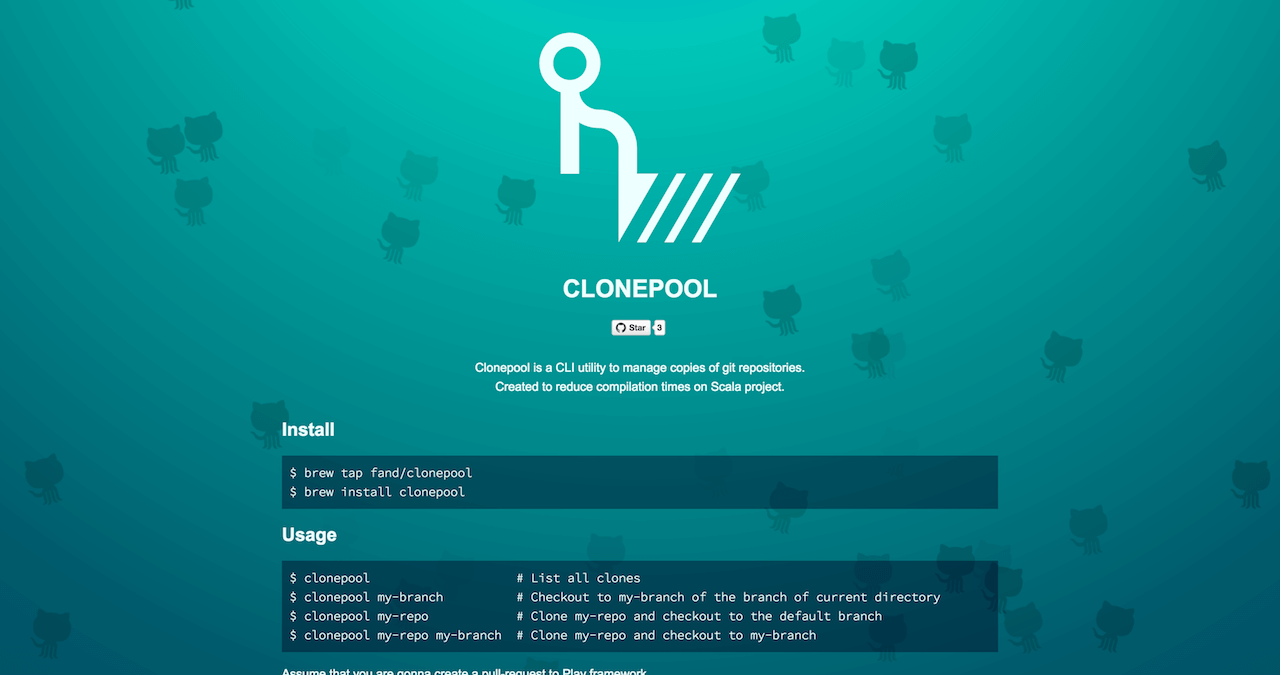 CLONEPOOL
Star 3
Clonepool is a CLI utility to manage copies of git repositories.
Created to reduce compilation times on Scala project.
Install
$ brew tap fand/clonepool
$ brew install clonepool
Usage
$ clonepool # List all clones
$ clonepool my-branch # Checkout to my-branch of the branch of current directory
$ clonepool my-repo # Clone my-repo and checkout to the default branch
$ clonepool my-repo my-branch # Clone my-repo and checkout to my-branch
Assume that you are gonna create a pull-request to Play framework.